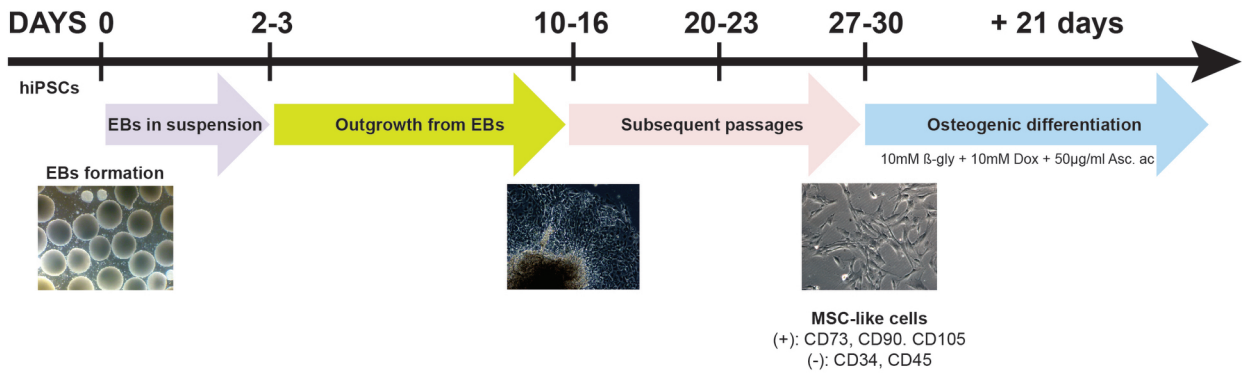 DAYS 0 2-3 10-16 20-23 27-30 + 21 days
hiPSCs
EBs in suspension Outgrowth from EBs Subsequent passages Osteogenic differentiation
10mM ß-gly + 10mM Dox + 50µg/ml Asc. ac
EBs formation
MSC-like cells
(+): CD73, CD90. CD105
(-): CD34, CD45